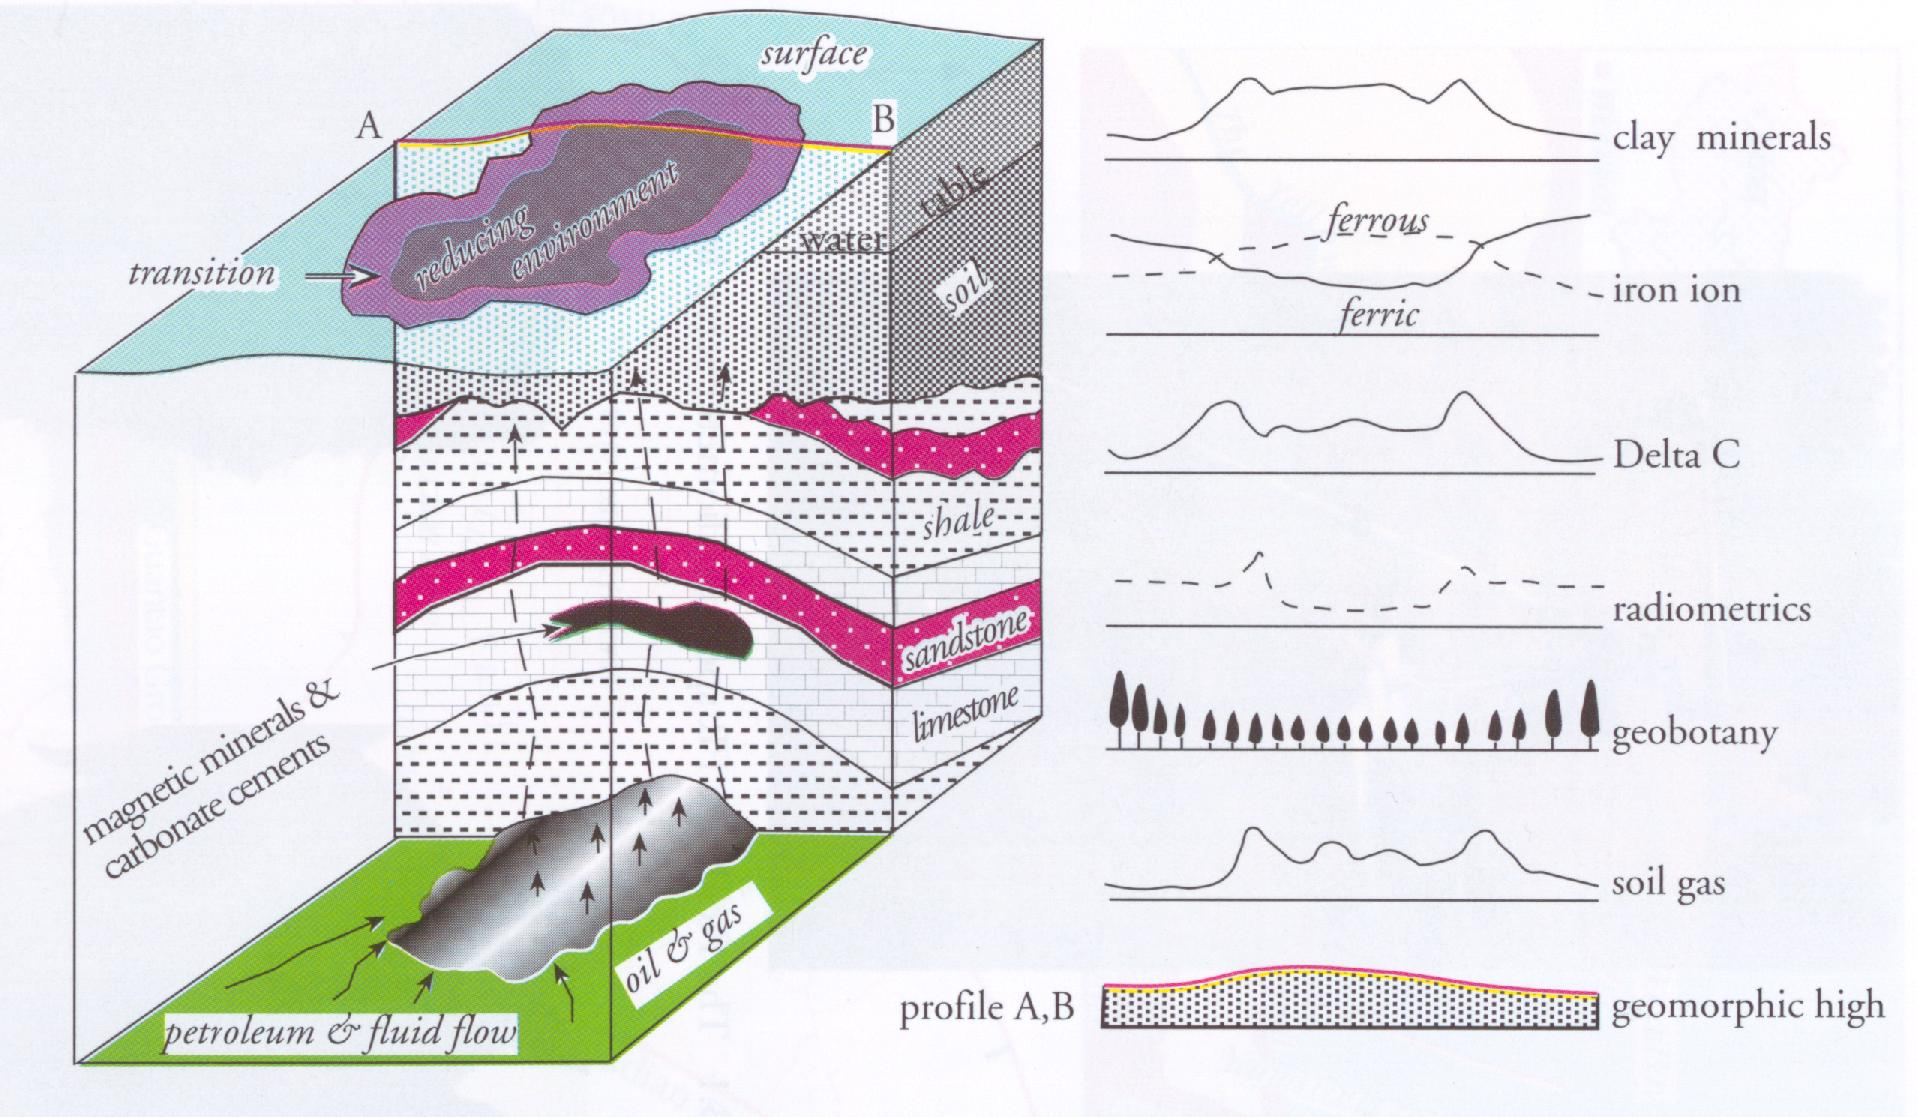 surface
A
B
reducing
environment
transition
table
water
soil
shale
sandstone
limestone
magnetic minerals &
carbonate cements
oil & gas
petroleum & fluid flow
clay minerals
ferrous
iron ion
ferric
Delta C
radiometrics
geobotany
soil gas
profile A,B
geomorphic high